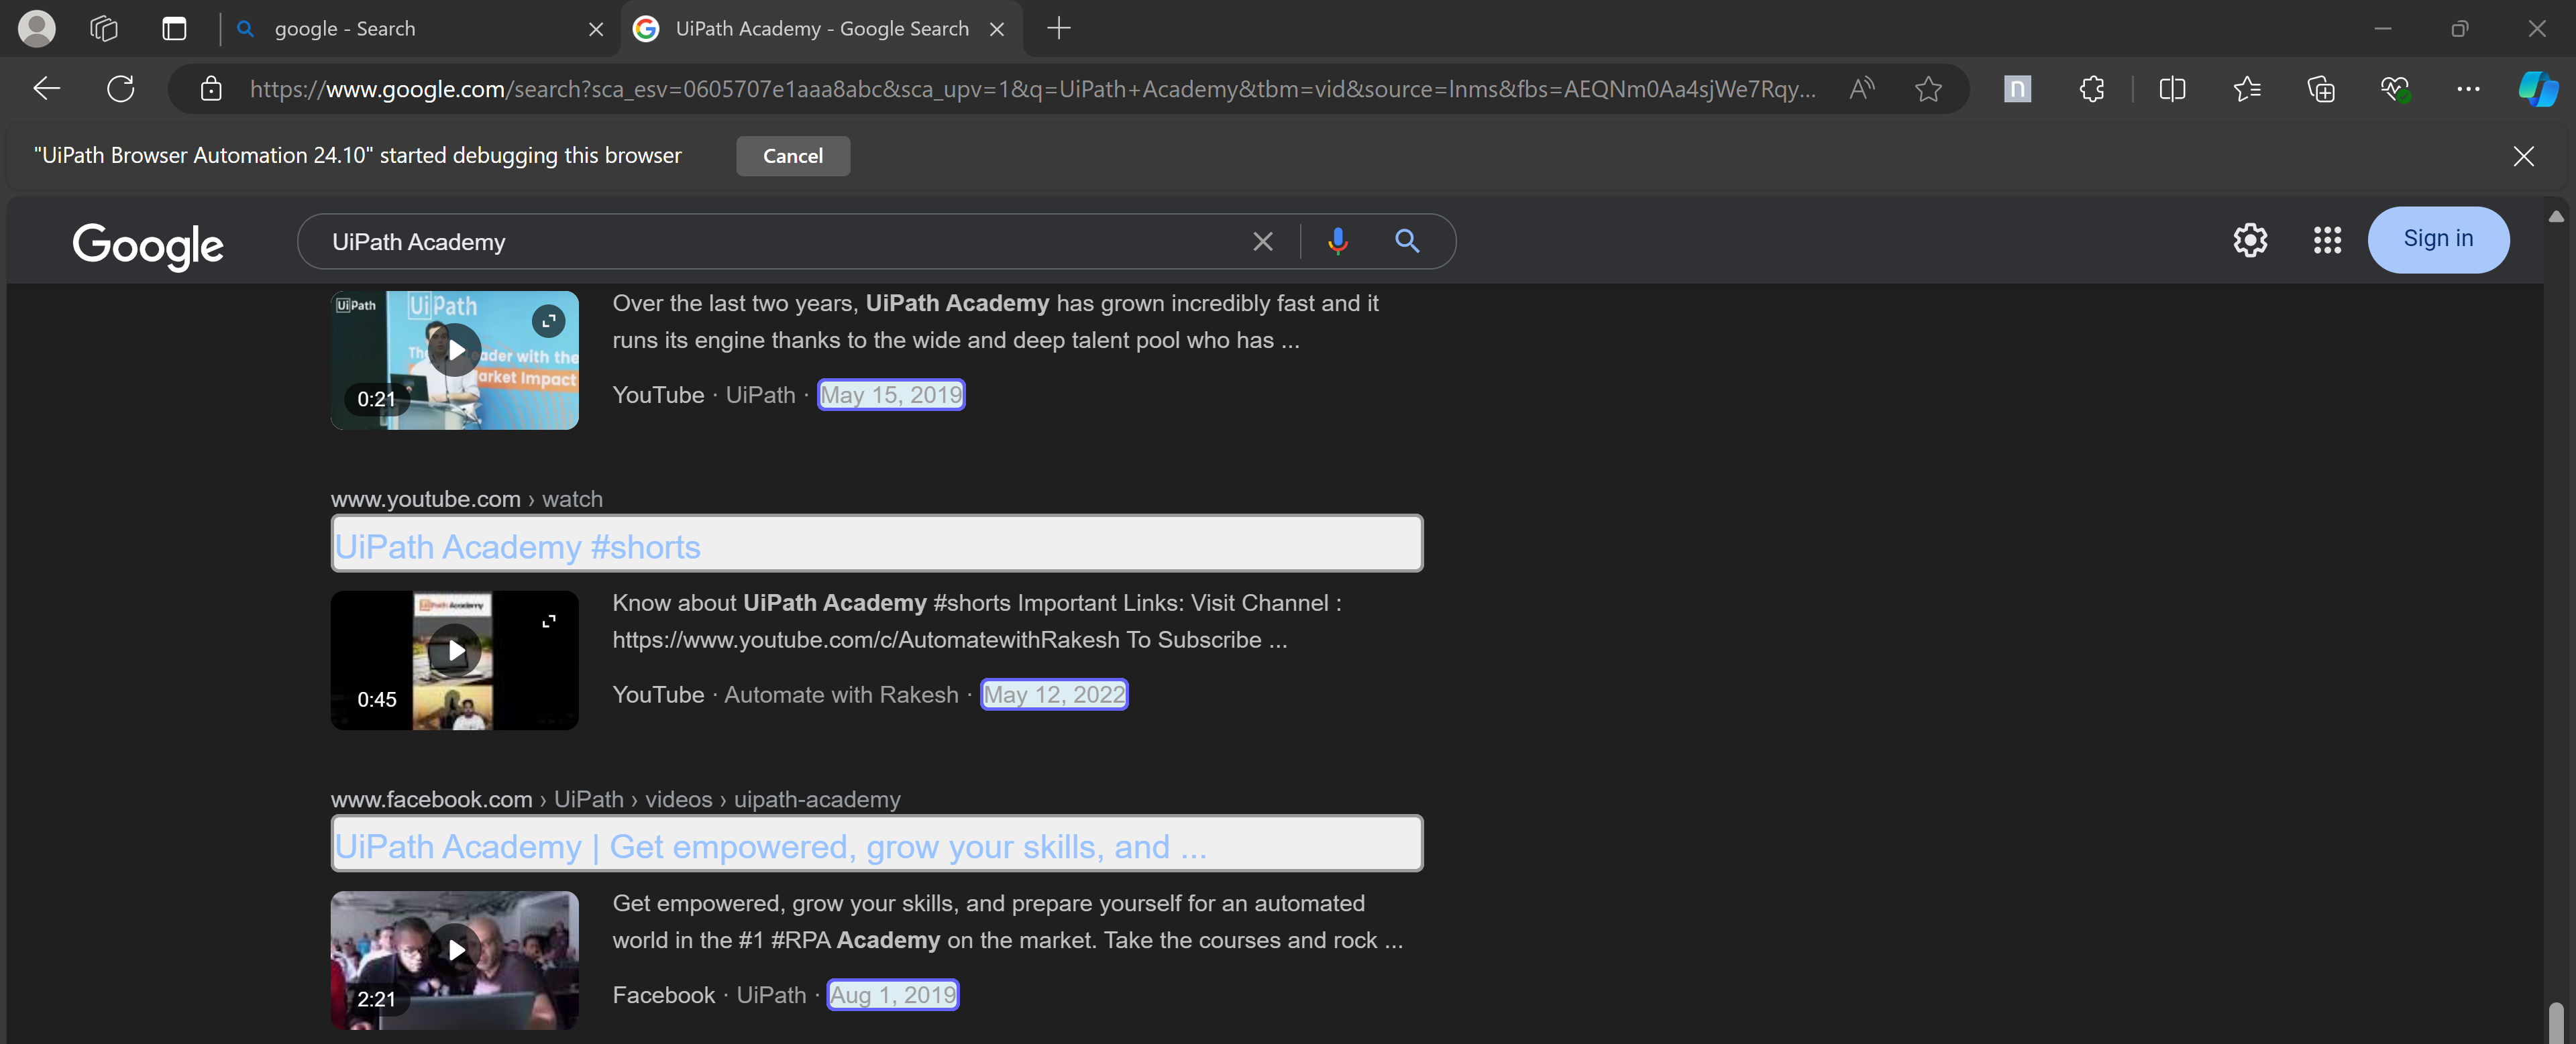 google - Search
UiPath Academy - Google Search
https://www.google.com/search?sca_esv=0605707e1aaa8abc&sca_upv=1&q=UiPath+Academy&tbm=vid&source=lnms&fbs=AEQNm0Aa4sjWe7Rqy...
"UiPath Browser Automation 24.10" started debugging this browser
Cancel
Google
UiPath Academy
Sign in
UiPath
UiPath
0:21
Over the last two years, UiPath Academy has grown incredibly fast and it
runs its engine thanks to the wide and deep talent pool who has ...
YouTube · UiPath · May 15, 2019
www.youtube.com › watch
UiPath Academy #shorts
0:45
Know about UiPath Academy #shorts Important Links: Visit Channel :
https://www.youtube.com/c/AutomatewithRakesh To Subscribe ...
YouTube · Automate with Rakesh · May 12, 2022
www.facebook.com › UiPath › videos › uipath-academy
UiPath Academy | Get empowered, grow your skills, and ...
2:21
Get empowered, grow your skills, and prepare yourself for an automated
world in the #1 #RPA Academy on the market. Take the courses and rock ...
Facebook · UiPath · Aug 1, 2019